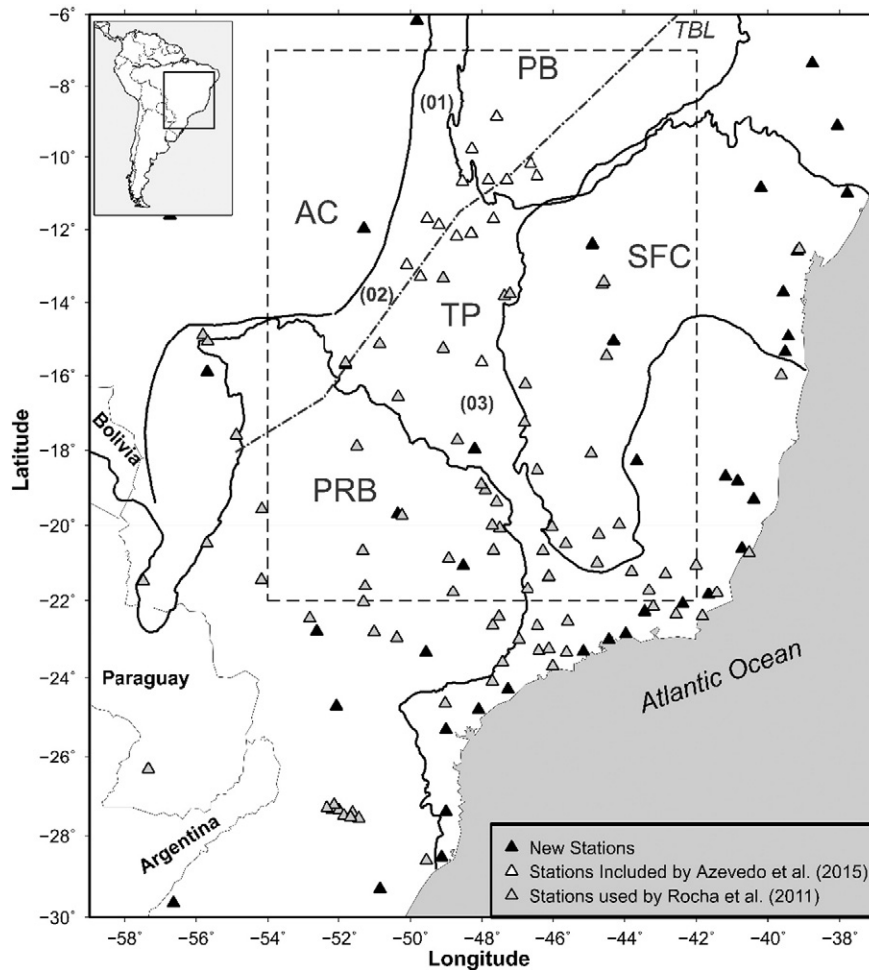 −6°
−8°
−10°
−12°
−14°
−16°
−18°
−20°
−22°
−24°
−26°
−28°
−30°
Latitude
TBL
PB
(01)
AC
SFC
(02)
TP
(03)
Bolivia
PRB
Paraguay
Atlantic Ocean
Argentina
New Stations
Stations Included by Azevedo et al. (2015)
Stations used by Rocha et al. (2011)
−58° −56° −54° −52° −50° −48° −46° −44° −42° −40° −38°
Longitude